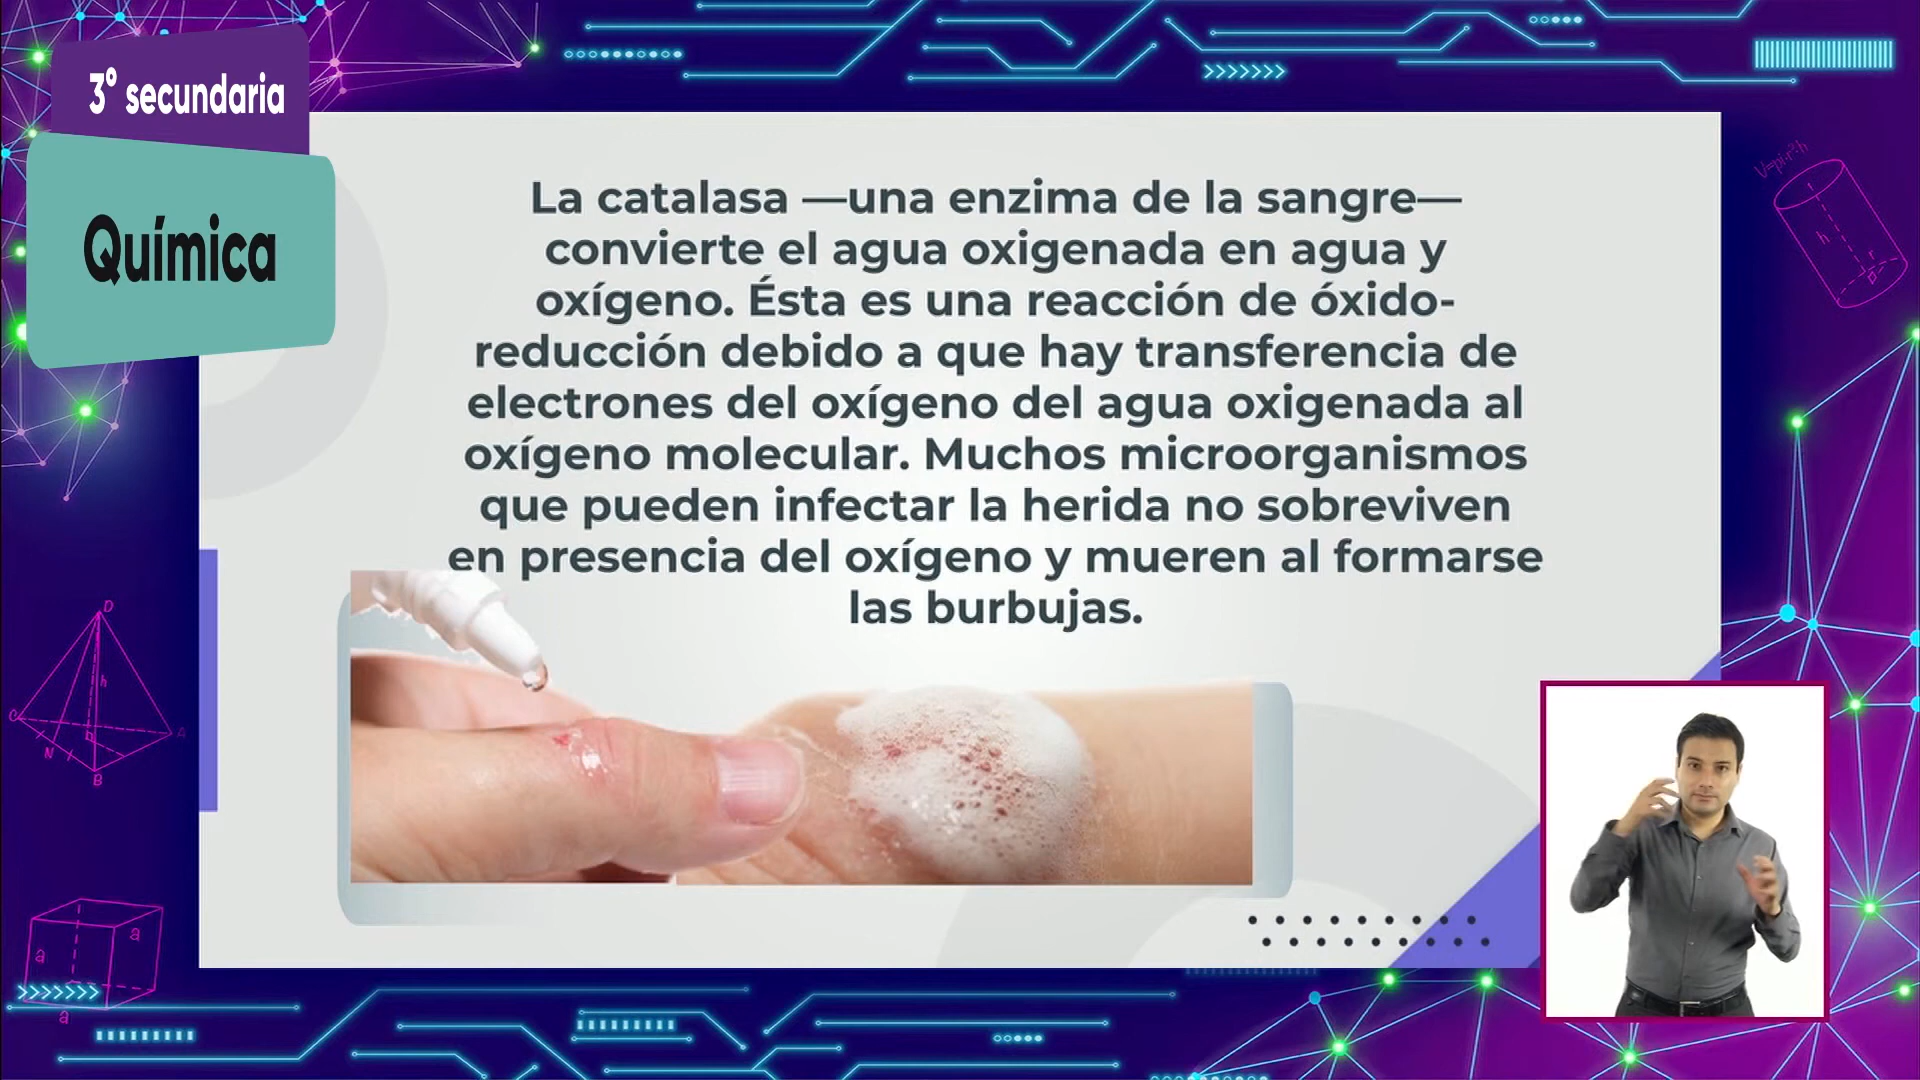 3° secundaria
Química
La catalasa —una enzima de la sangre—
convierte el agua oxigenada en agua y
oxígeno. Ésta es una reacción de óxido-
reducción debido a que hay transferencia de
electrones del oxígeno del agua oxigenada al
oxígeno molecular. Muchos microorganismos
que pueden infectar la herida no sobreviven
en presencia del oxígeno y mueren al formarse
las burbujas.
D
h
C
A
N
h
B
a
a
a
h
r